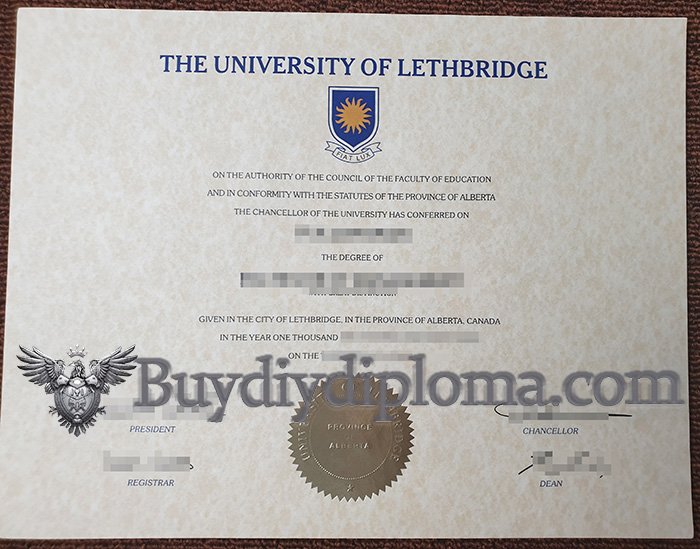 THE UNIVERSITY OF LETHBRIDGE
FIAT LUX
ON THE AUTHORITY OF THE COUNCIL OF THE FACULTY OF EDUCATION
AND IN CONFORMITY WITH THE STATUTES OF THE PROVINCE OF ALBERTA
THE CHANCELLOR OF THE UNIVERSITY HAS CONFERRED ON
THE DEGREE OF
WITH GREAT DISTINCTION
GIVEN IN THE CITY OF LETHBRIDGE, IN THE PROVINCE OF ALBERTA, CANADA
IN THE YEAR ONE THOUSAND
ON THE
Buydiydiploma.com
PROVINCE
ALBERTA
PRESIDENT
CHANCELLOR
REGISTRAR
DEAN